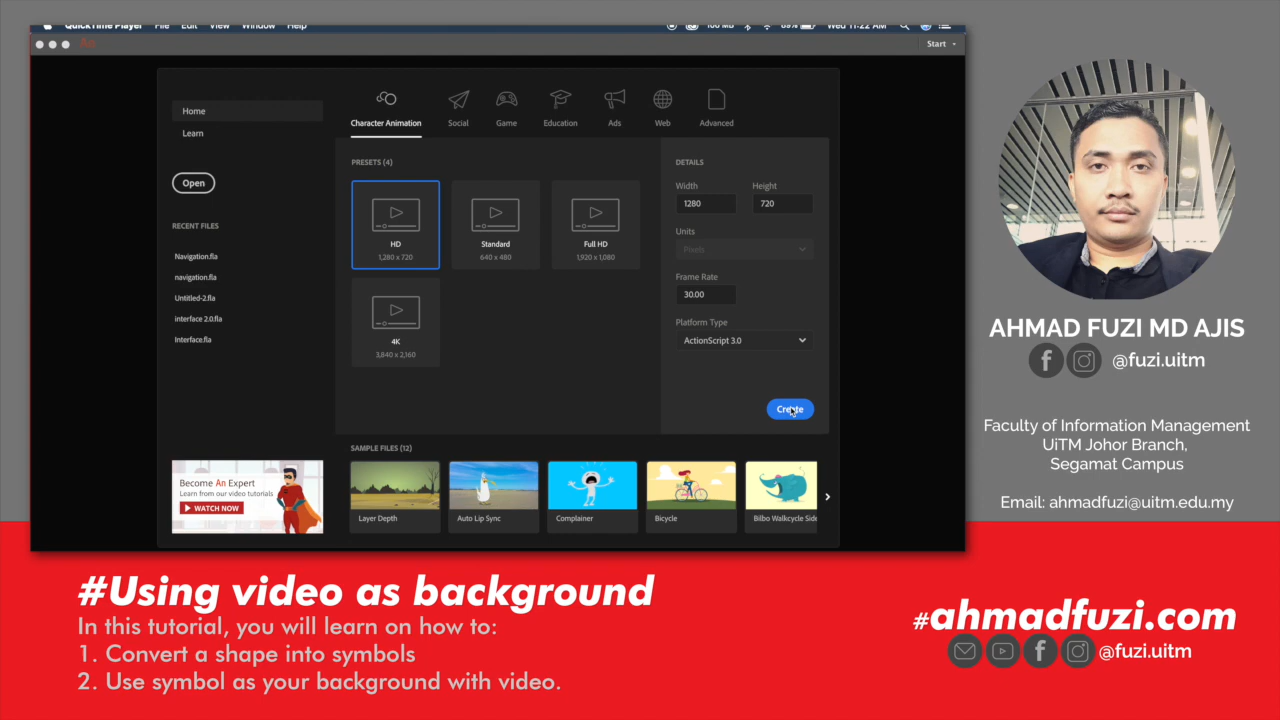 QuickTime Player File Edit View Window Help
Wed 11:22 AM
An
Start
Home
Learn
Open
RECENT FILES
Navigation.fla
navigation.fla
Untitled-2.fla
interface 2.0.fla
Interface.fla
Become An Expert
Learn from our video tutorials
WATCH NOW
Character Animation
Social
Game
Education
Ads
Web
Advanced
PRESETS (4)
HD
1,280 x 720
Standard
640 x 480
Full HD
1,920 x 1,080
4K
3,840 x 2,160
DETAILS
Width
Height
1280
720
Units
Pixels
Frame Rate
30.00
Platform Type
ActionScript 3.0
Create
SAMPLE FILES (12)
Layer Depth
Auto Lip Sync
Complainer
Bicycle
Bilbo Walkcycle Side
AHMAD FUZI MD AJIS
@fuzi.uitm
Faculty of Information Management
UiTM Johor Branch,
Segamat Campus
Email: ahmadfuzi@uitm.edu.my
#Using video as background
In this tutorial, you will learn on how to:
1. Convert a shape into symbols
2. Use symbol as your background with video.
#ahmadfuzi.com
@fuzi.uitm